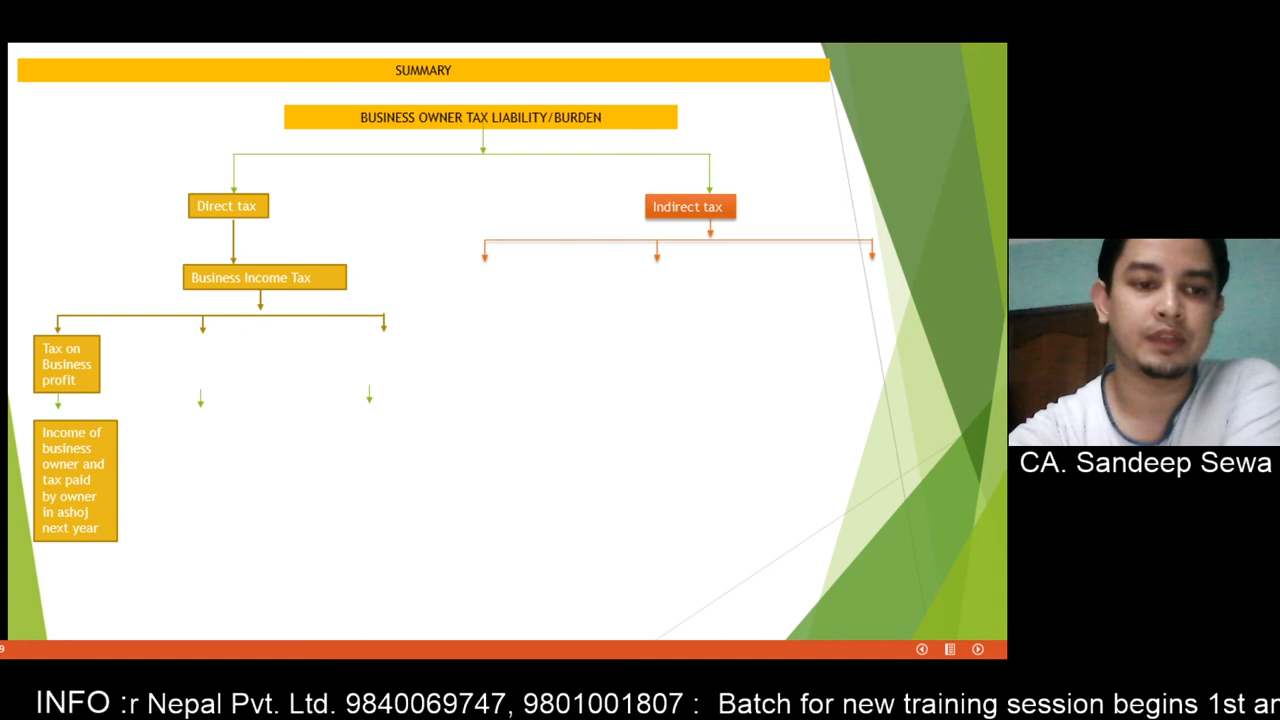 SUMMARY
BUSINESS OWNER TAX LIABILITY/BURDEN
Direct tax
Indirect tax
Business Income Tax
Tax on
Business
profit
Income of
business
owner and
tax paid
by owner
in ashoj
next year
CA. Sandeep Sewa
9
INFO :r Nepal Pvt. Ltd. 9840069747, 9801001807 : Batch for new training session begins 1st